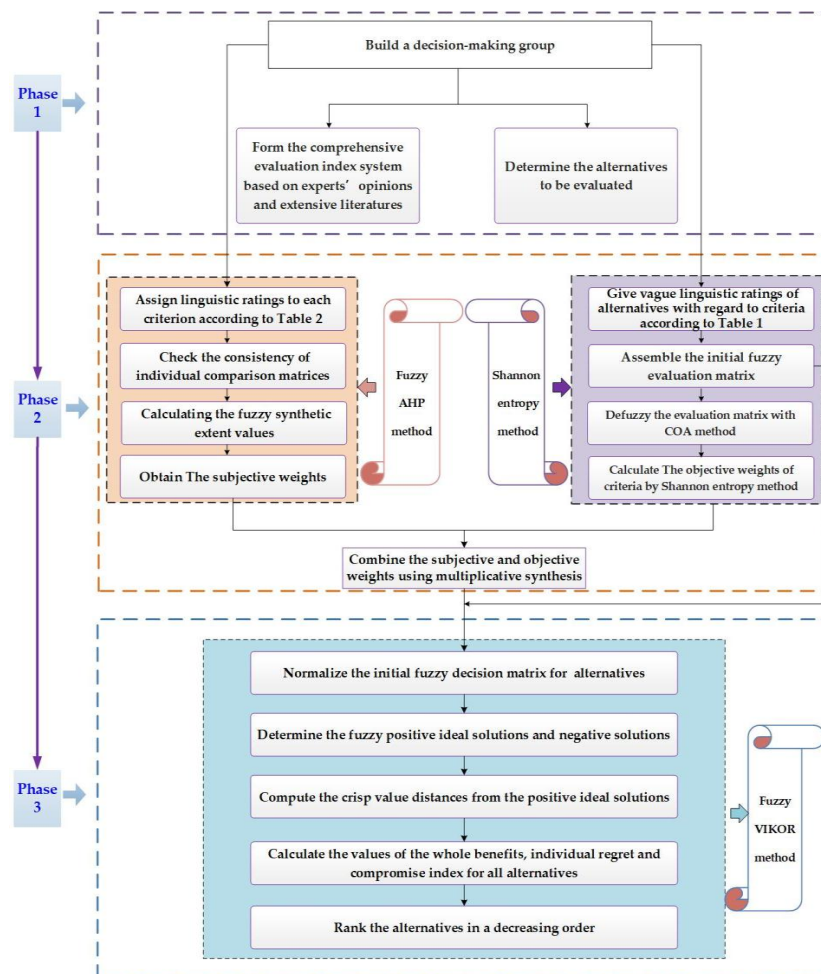 Phase
1
Build a decision-making group
Form the comprehensive
evaluation index system
based on experts' opinions
and extensive literatures
Determine the alternatives
to be evaluated
Phase
2
Assign linguistic ratings to each
criterion according to Table 2
Check the consistency of
individual comparison matrices
Calculating the fuzzy synthetic
extent values
Obtain The subjective weights
Fuzzy
AHP
method
Shannon
entropy
method
Give vague linguistic ratings of
alternatives with regard to criteria
according to Table 1
Assemble the initial fuzzy
evaluation matrix
Defuzzy the evaluation matrix with
COA method
Calculate The objective weights of
criteria by Shannon entropy method
Combine the subjective and objective
weights using multiplicative synthesis
Phase
3
Normalize the initial fuzzy decision matrix for alternatives
Determine the fuzzy positive ideal solutions and negative solutions
Compute the crisp value distances from the positive ideal solutions
Calculate the values of the whole benefits, individual regret and
compromise index for all alternatives
Rank the alternatives in a decreasing order
Fuzzy
VIKOR
method